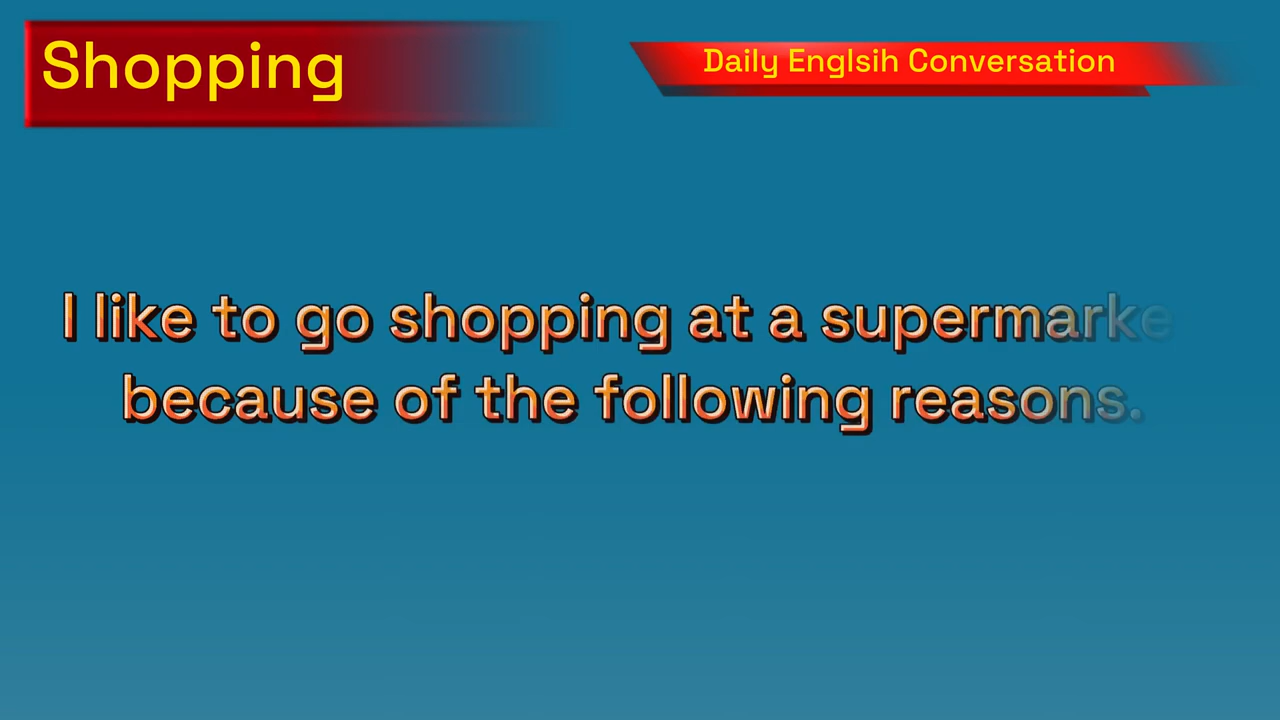 Shopping
Daily Englsih Conversation
I like to go shopping at a supermarke
because of the following reasons.